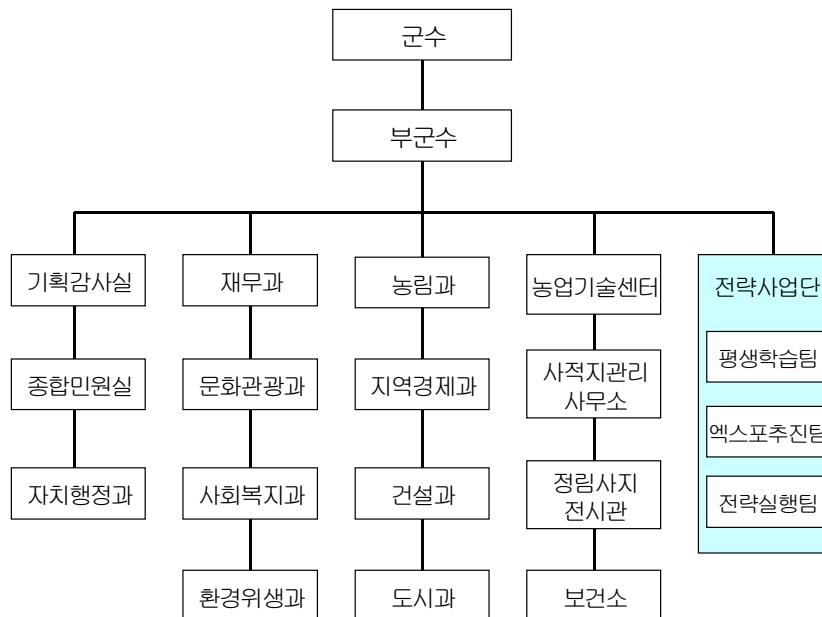 군수
부군수
기획감사실
재무과
농림과
농업기술센터
전략사업단
종합민원실
문화관광과
지역경제과
사적지관리
사무소
평생학습팀
엑스포추진팀
자치행정과
사회복지과
건설과
정림사지
전시관
전략실행팀
환경위생과
도시과
보건소